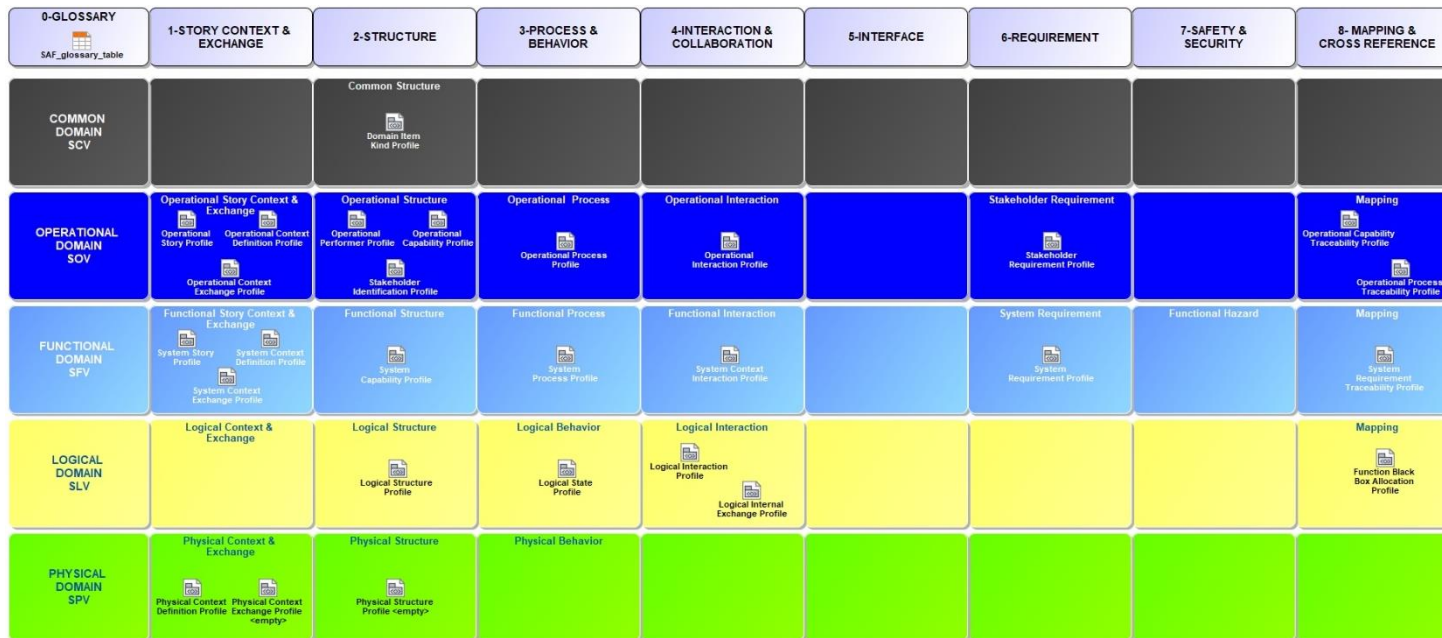 0-GLOSSARY
SAF_glossary_table
1-STORY CONTEXT &
EXCHANGE
2-STRUCTURE
3-PROCESS &
BEHAVIOR
4-INTERACTION &
COLLABORATION
5-INTERFACE
6-REQUIREMENT
7-SAFETY &
SECURITY
8- MAPPING &
CROSS REFERENCE
COMMON
DOMAIN
SCV
Common Structure
Domain Item
Kind Profile
OPERATIONAL
DOMAIN
SOV
Operational Story Context &
Exchange
Operational
Story Profile
Operational Context
Definition Profile
Operational Context
Exchange Profile
Operational Structure
Operational
Performer Profile
Operational
Capability Profile
Stakeholder
Identification Profile
Operational Process
Operational Process
Profile
Operational Interaction
Operational
Interaction Profile
Stakeholder Requirement
Stakeholder
Requirement Profile
Mapping
Operational Capability
Traceability Profile
Operational Process
Traceability Profile
FUNCTIONAL
DOMAIN
SFV
Functional Story Context &
Exchange
System Story
Profile
System Context
Definition Profile
System Context
Exchange Profile
Functional Structure
System
Capability Profile
Functional Process
System
Process Profile
Functional Interaction
System Context
Interaction Profile
System Requirement
System
Requirement Profile
Functional Hazard
Mapping
System
Requirement
Traceability Profile
LOGICAL
DOMAIN
SLV
Logical Context &
Exchange
Logical Structure
Logical Structure
Profile
Logical Behavior
Logical State
Profile
Logical Interaction
Logical Interaction
Profile
Logical Internal
Exchange Profile
Mapping
Function Black
Box Allocation
Profile
PHYSICAL
DOMAIN
SPV
Physical Context &
Exchange
Physical Context
Definition Profile
Physical Context
Exchange Profile
<empty>
Physical Structure
Physical Structure
Profile <empty>
Physical Behavior